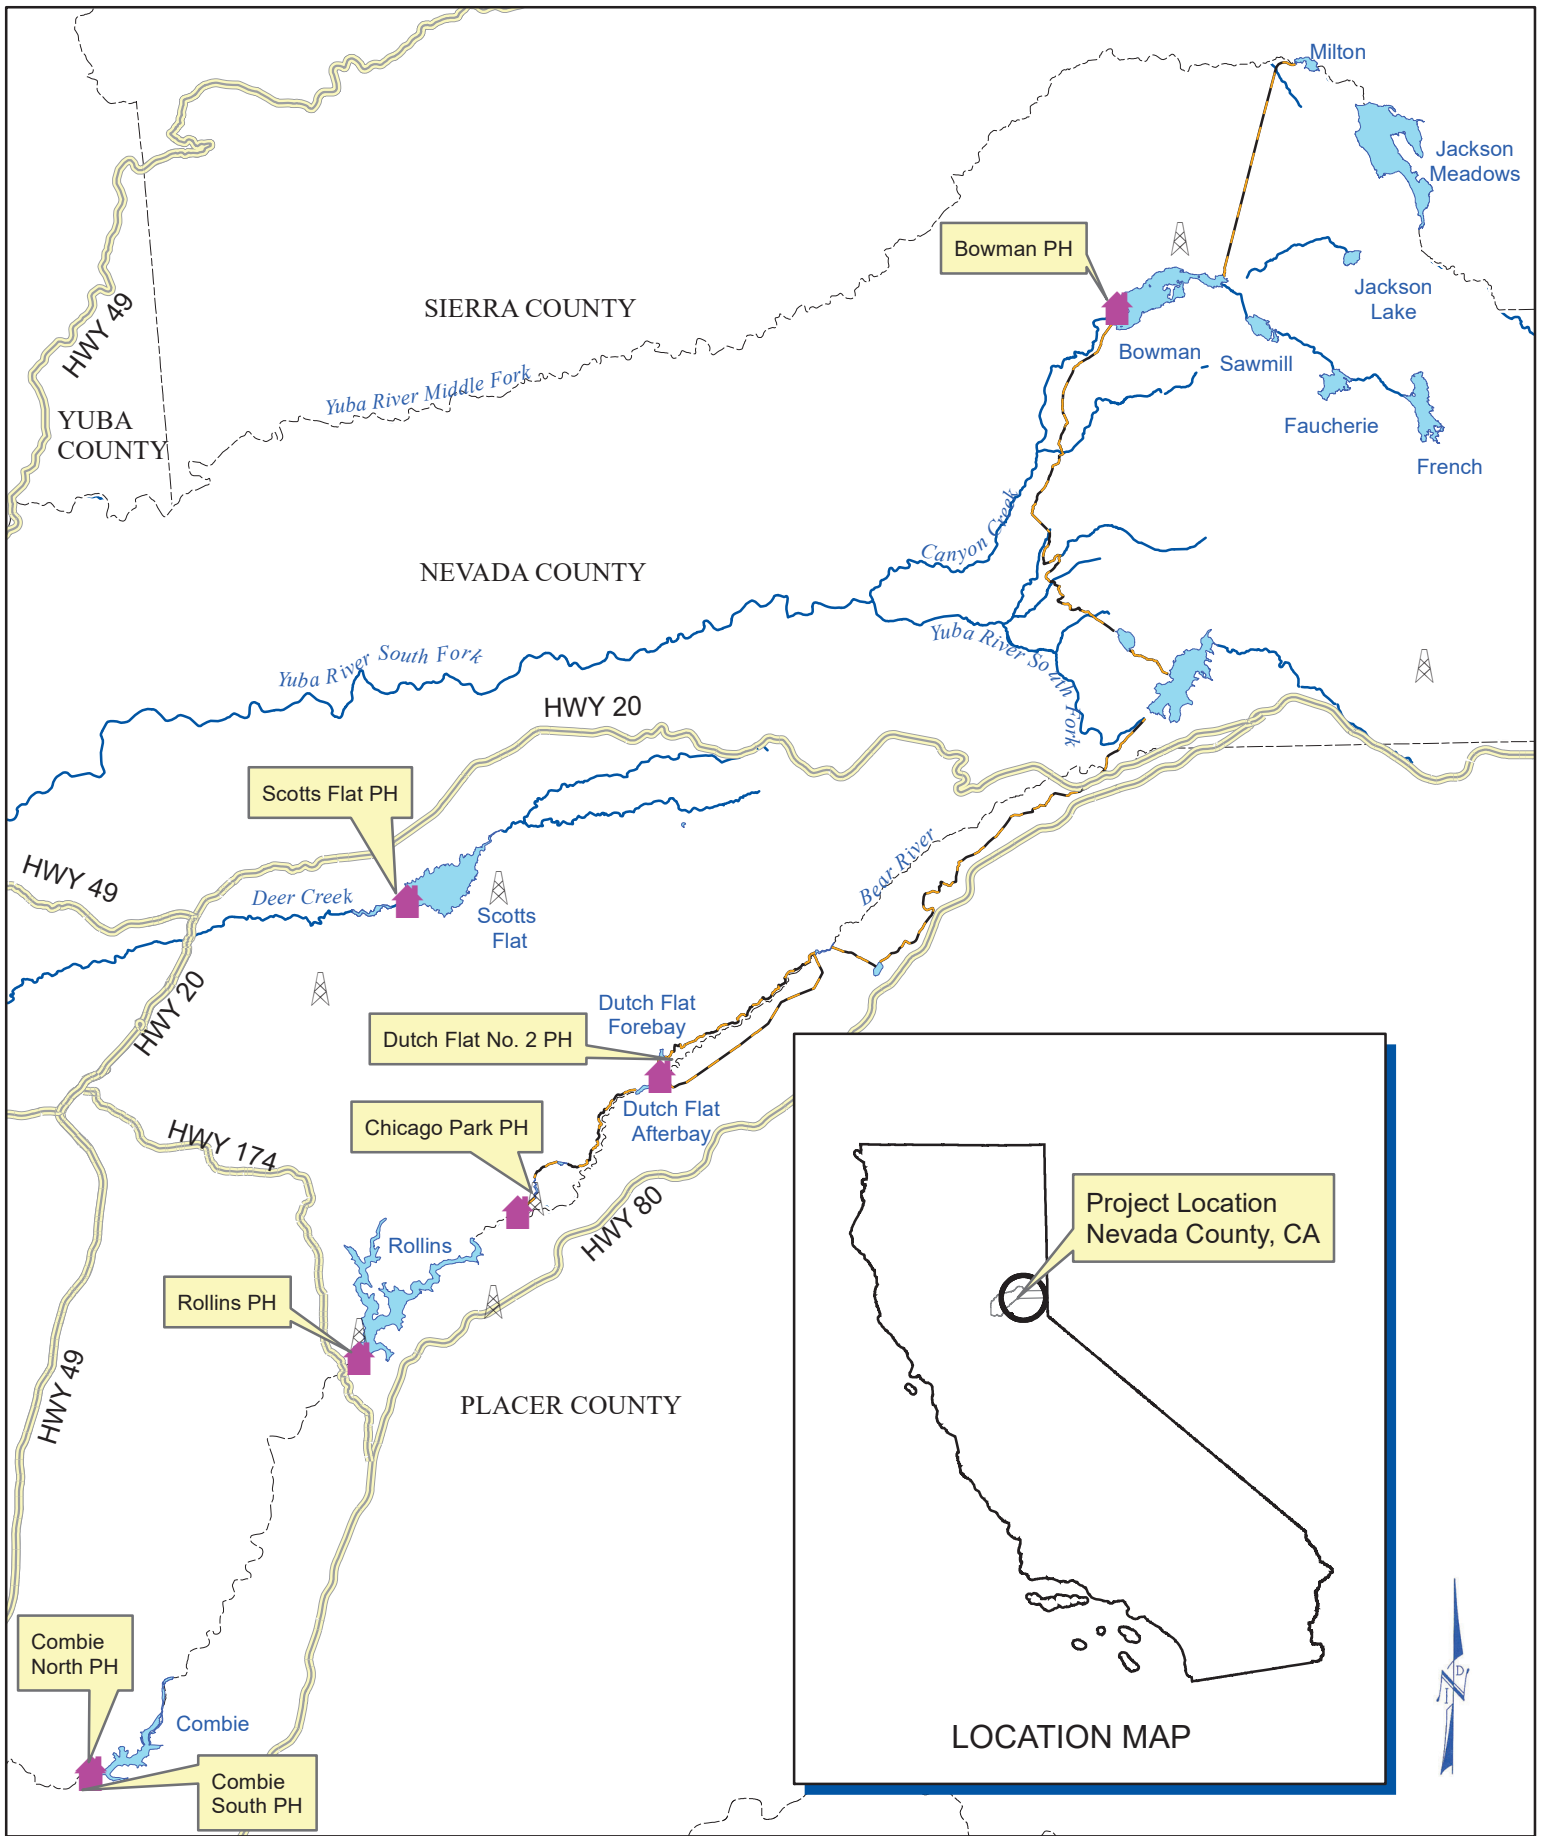 Milton
Jackson
Meadows
Bowman PH
Jackson
Lake
SIERRA COUNTY
HWY 49
Bowman
Sawmill
Yuba River Middle Fork
YUBA
COUNTY
Faucherie
French
Canyon Creek
NEVADA COUNTY
Yuba River South Fork
Yuba River South Fork
HWY 20
Scotts Flat PH
HWY 49
Deer Creek
Bear River
Scotts
Flat
HWY 20
Dutch Flat
Forebay
Dutch Flat No. 2 PH
Dutch Flat
Afterbay
Chicago Park PH
HWY 174
HWY 80
Project Location
Nevada County, CA
Rollins
Rollins PH
HWY 49
PLACER COUNTY
Combie
North PH
Combie
Combie
South PH
LOCATION MAP
N
I
D